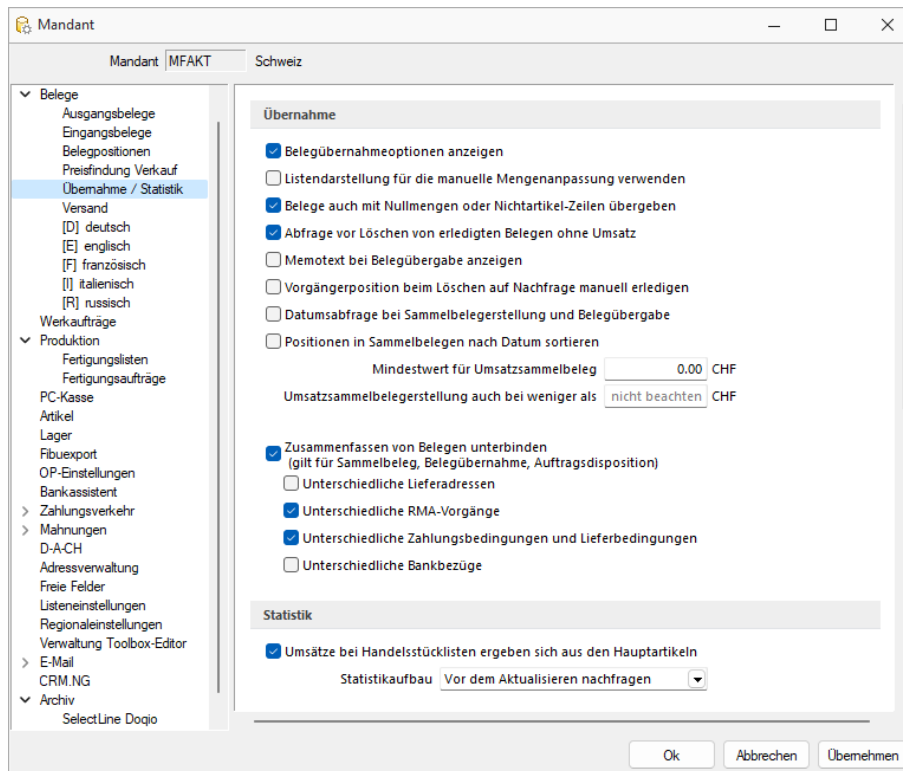 Mandant
Mandant MFAKT Schweiz
Belege
Ausgangsbelege
Eingangsbelege
Belegpositionen
Preisfindung Verkauf
Übernahme / Statistik
Versand
[D] deutsch
[E] englisch
[F] französisch
[I] italienisch
[R] russisch
Werkaufträge
Produktion
Fertigungslisten
Fertigungsaufträge
PC-Kasse
Artikel
Lager
Fibuexport
OP-Einstellungen
Bankassistent
Zahlungsverkehr
Mahnungen
D-A-CH
Adressverwaltung
Freie Felder
Listeneinstellungen
Regionaleinstellungen
Verwaltung Toolbox-Editor
E-Mail
CRM.NG
Archiv
SelectLine Doqio
Übernahme
Belegübernahmeoptionen anzeigen
Listendarstellung für die manuelle Mengenanpassung verwenden
Belege auch mit Nullmengen oder Nichtartikel-Zeilen übergeben
Abfrage vor Löschen von erledigten Belegen ohne Umsatz
Memotext bei Belegübergabe anzeigen
Vorgängerposition beim Löschen auf Nachfrage manuell erledigen
Datumsabfrage bei Sammelbelegerstellung und Belegübergabe
Positionen in Sammelbelegen nach Datum sortieren
Mindestwert für Umsatzsammelbeleg 0.00 CHF
Umsatzsammelbelegerstellung auch bei weniger als nicht beachten CHF
Zusammenfassen von Belegen unterbinden
(gilt für Sammelbeleg, Belegübernahme, Auftragsdisposition)
Unterschiedliche Lieferadressen
Unterschiedliche RMA-Vorgänge
Unterschiedliche Zahlungsbedingungen und Lieferbedingungen
Unterschiedliche Bankbezüge
Statistik
Umsätze bei Handelsstücklisten ergeben sich aus den Hauptartikeln
Statistikaufbau Vor dem Aktualisieren nachfragen
Ok Abbrechen Übernehmen